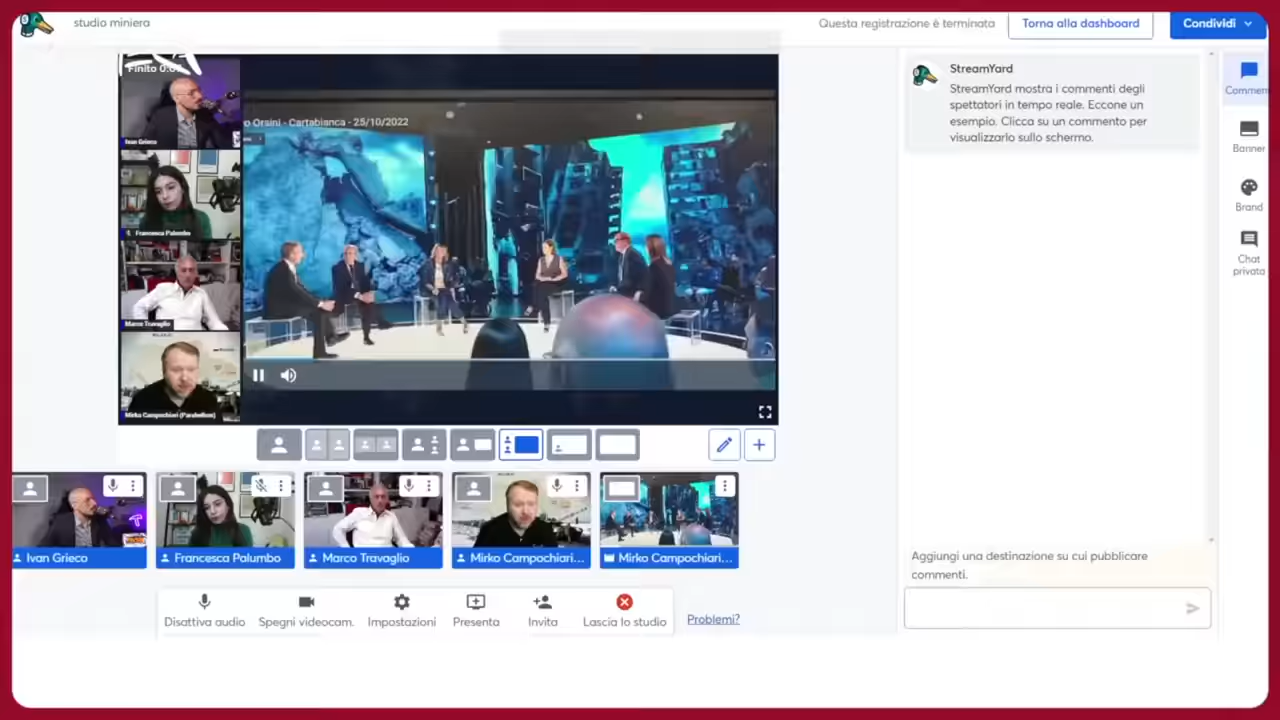 studio miniera
Questa registrazione è terminata
Torna alla dashboard
Condividi
Finito
Ivan Grieco
Francesca Palumbo
Marco Travaglio
Mirko Campochiari (Parabellum)
o Orsini - Cartabianca - 25/10/2022
StreamYard
StreamYard mostra i commenti degli
spettatori in tempo reale. Eccone un
esempio. Clicca su un commento per
visualizzarlo sullo schermo.
Commen
Banner
Brand
Chat
privata
Ivan Grieco
Francesca Palumbo
Marco Travaglio
Mirko Campochiari...
Mirko Campochiari...
Aggiungi una destinazione su cui pubblicare
commenti.
Disattiva audio
Spegni videocam.
Impostazioni
Presenta
Invita
Lascia lo studio
Problemi?